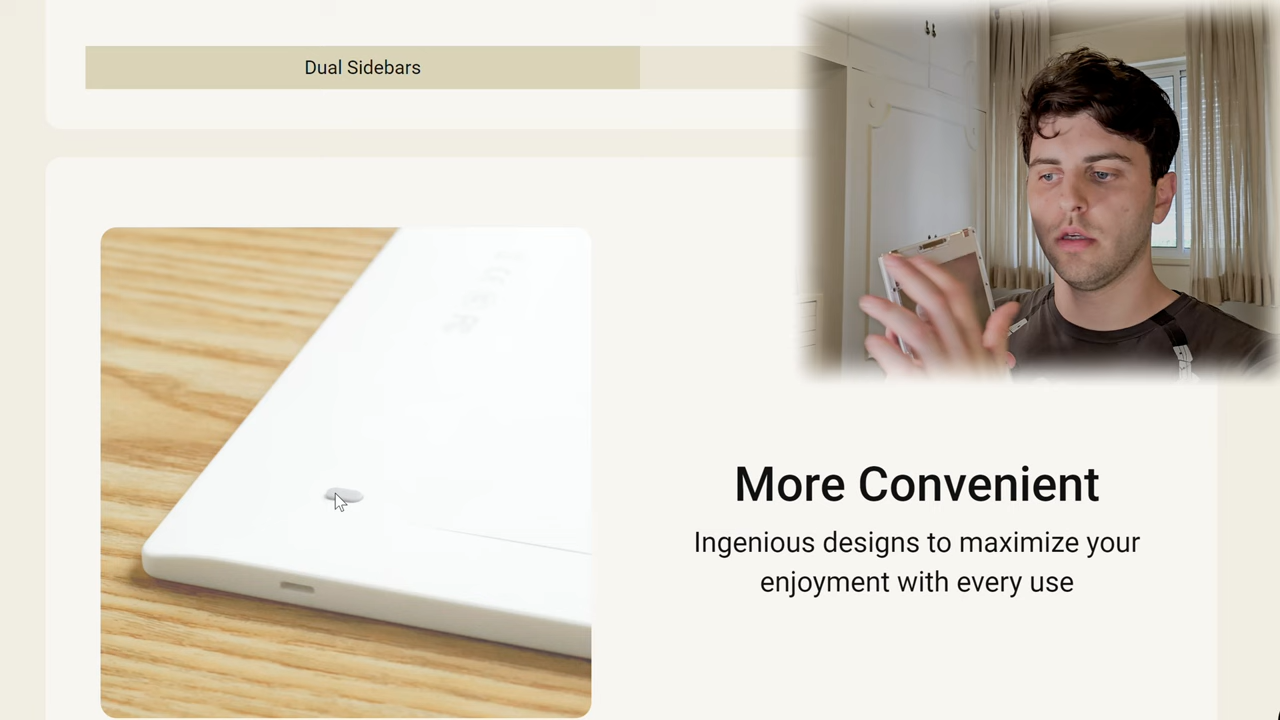 Dual Sidebars
More Convenient
Ingenious designs to maximize your
enjoyment with every use